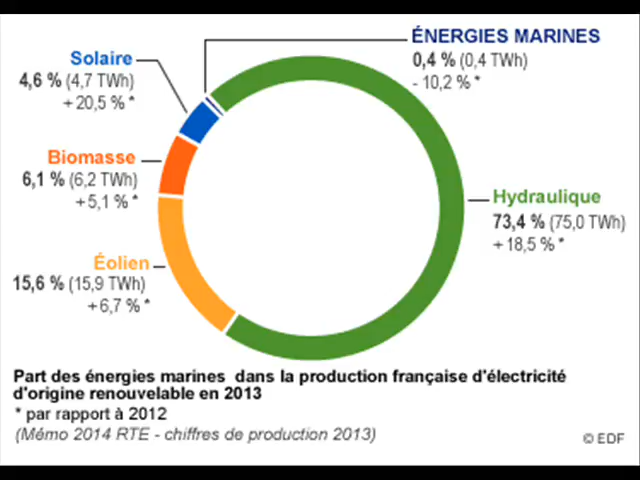 ÉNERGIES MARINES
0,4 % (0,4 TWh)
- 10,2 % *
Solaire
4,6 % (4,7 TWh)
+ 20,5 % *
Biomasse
6,1 % (6,2 TWh)
+ 5,1 % *
Hydraulique
73,4 % (75,0 TWh)
+ 18,5 % *
Éolien
15,6 % (15,9 TWh)
+ 6,7 % *
Part des énergies marines dans la production française d'électricité
d'origine renouvelable en 2013
* par rapport à 2012
(Mémo 2014 RTE - chiffres de production 2013)
© EDF